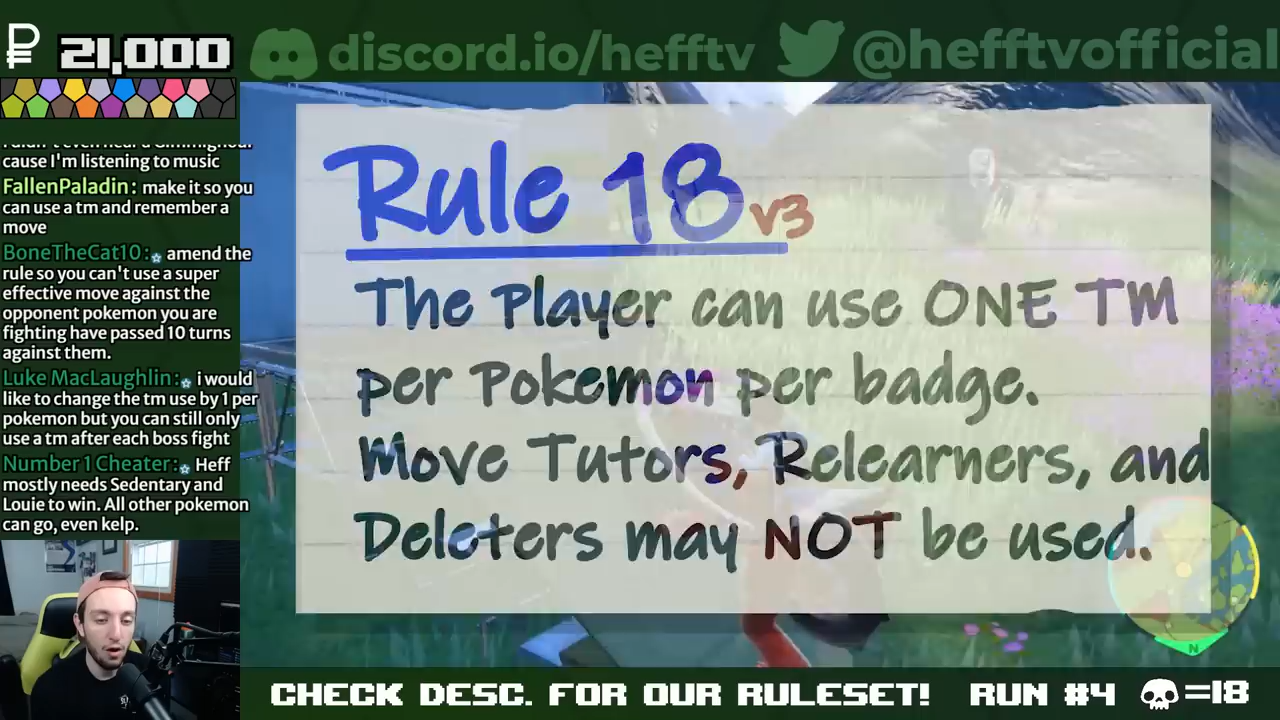 21,000
discord.io/hefftv
@hefftvofficial
cause I'm listening to music
FallenPaladin: make it so you
can use a tm and remember a
move
BoneTheCat10: amend the
rule so you can't use a super
effective move against the
opponent pokemon you are
fighting have passed 10 turns
against them.
Luke MacLaughlin: i would
like to change the tm use by 1 per
pokemon but you can still only
use a tm after each boss fight
Number 1 Cheater: Heff
mostly needs Sedentary and
Louie to win. All other pokemon
can go, even kelp.
Rule 18 v3
The Player can use ONE TM
per Pokemon per badge.
Move Tutors, Relearners, and
Deleters may NOT be used.
N
CHECK DESC. FOR OUR RULESET! RUN #4 =18